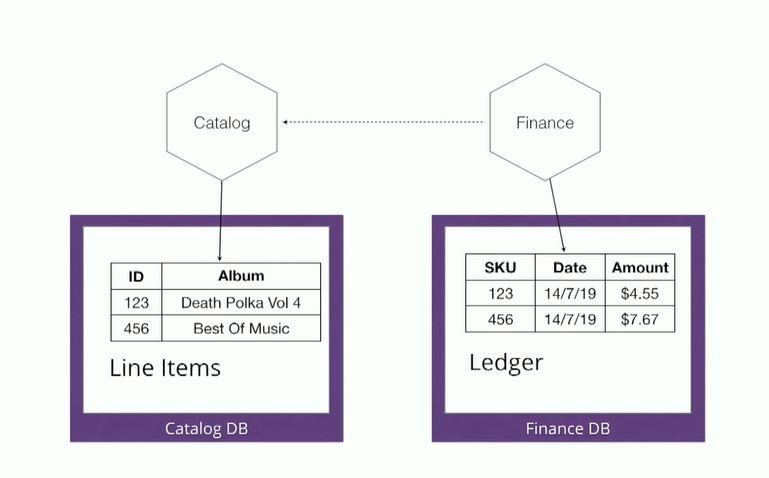 Catalog
Finance
ID Album
123 Death Polka Vol 4
456 Best Of Music
Line Items
Catalog DB
SKU Date Amount
123 14/7/19 $4.55
456 14/7/19 $7.67
Ledger
Finance DB